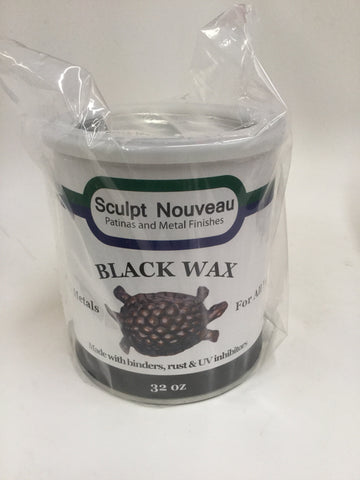 Sculpt Nouveau
Patinas and Metal Finishes
BLACK WAX
Metals
For All
Made with binders, rust & UV inhibitors
32 oz